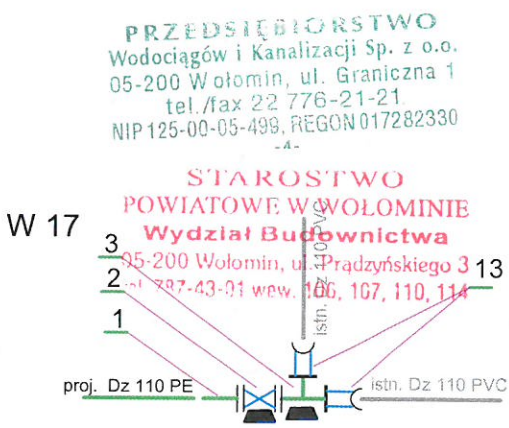 PRZEDSIĘBIORSTWO
Wodociągów i Kanalizacji Sp. z o.o.
05-200 Wołomin, ul. Graniczna 1
tel./fax 22 776-21-21
NIP 125-00-05-499, REGON 017282330
-4-
STAROSTWO
POWIATOWE W WOŁOMINIE
Wydział Budownictwa
05-200 Wołomin, ul. Prądzyńskiego 3
787-43-01 wew. 106, 107, 110, 114
W 17
3
2
1
13
istn. Dz 110 PVC
proj. Dz 110 PE
istn. Dz 110 PVC